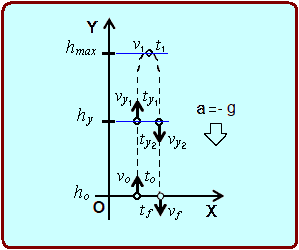 Y
h_max v_1 t_1
v_y1 t_y1 a = - g
h_y
t_y2 v_y2
v_o t_o
h_o
O t_f v_f X